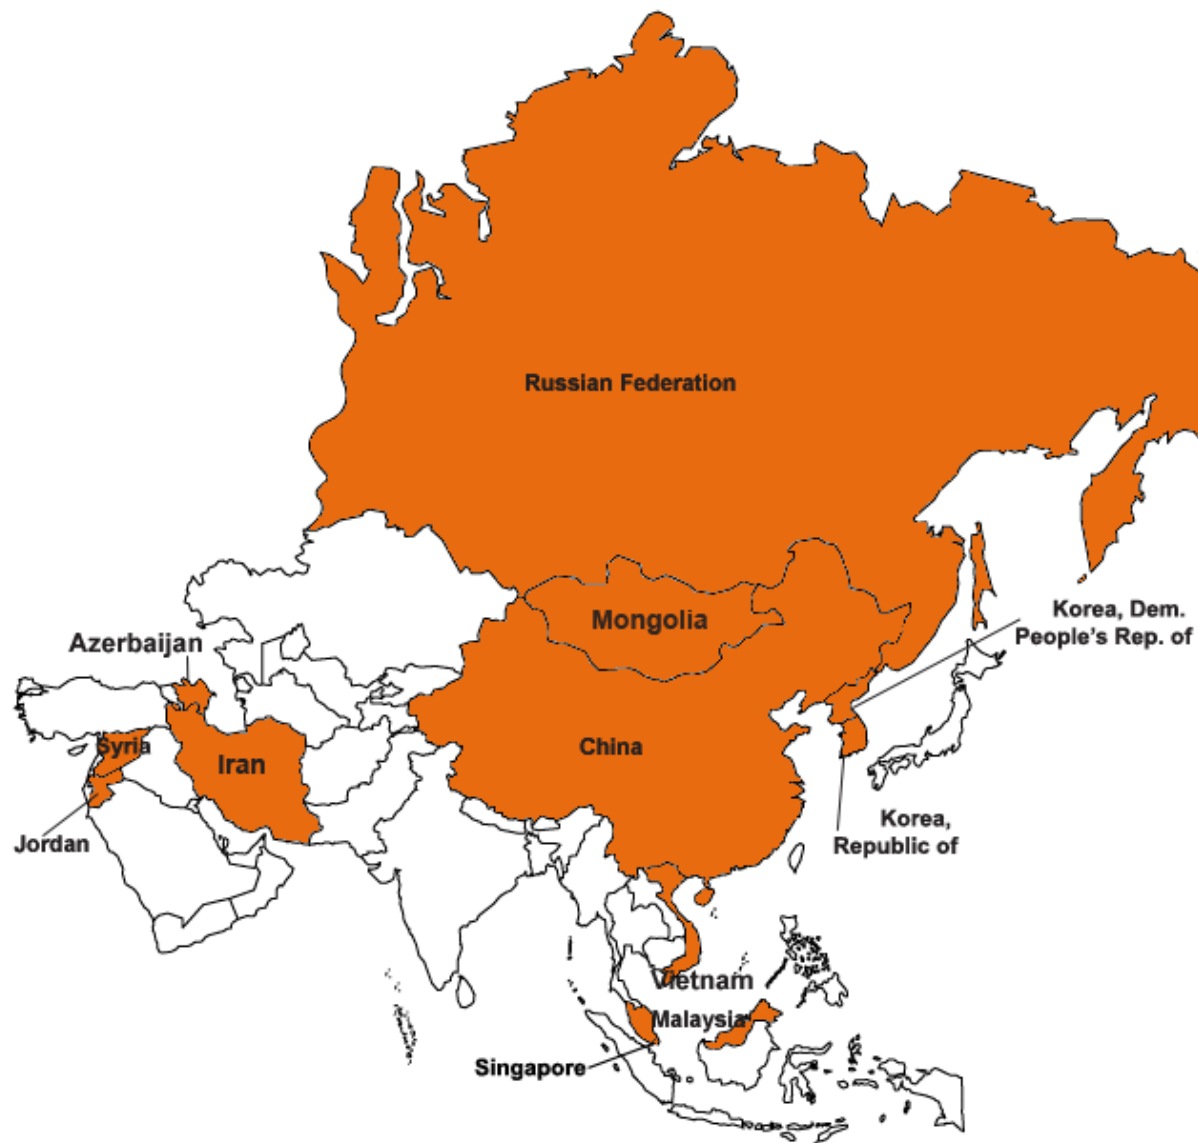 Russian Federation
Mongolia
Korea, Dem.
People's Rep. of
Azerbaijan
Syria
Iran
China
Jordan
Korea,
Republic of
Vietnam
Malaysia
Singapore